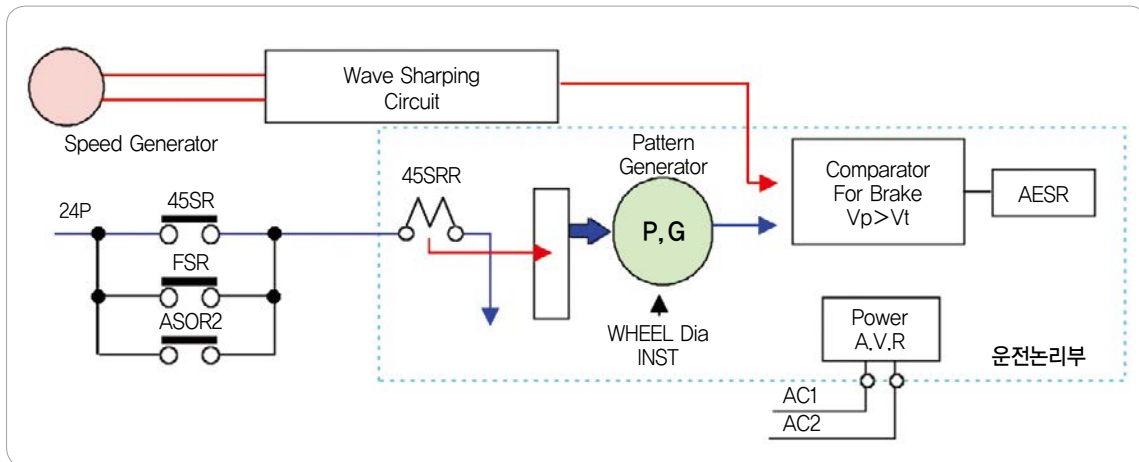 Wave Sharping
Circuit
Speed Generator
Pattern
Generator
45SRR
Comparator
For Brake
Vp>Vt
AESR
24P
45SR
P, G
FSR
ASOR2
WHEEL Dia
INST
Power
A.V.R
운전논리부
AC1
AC2